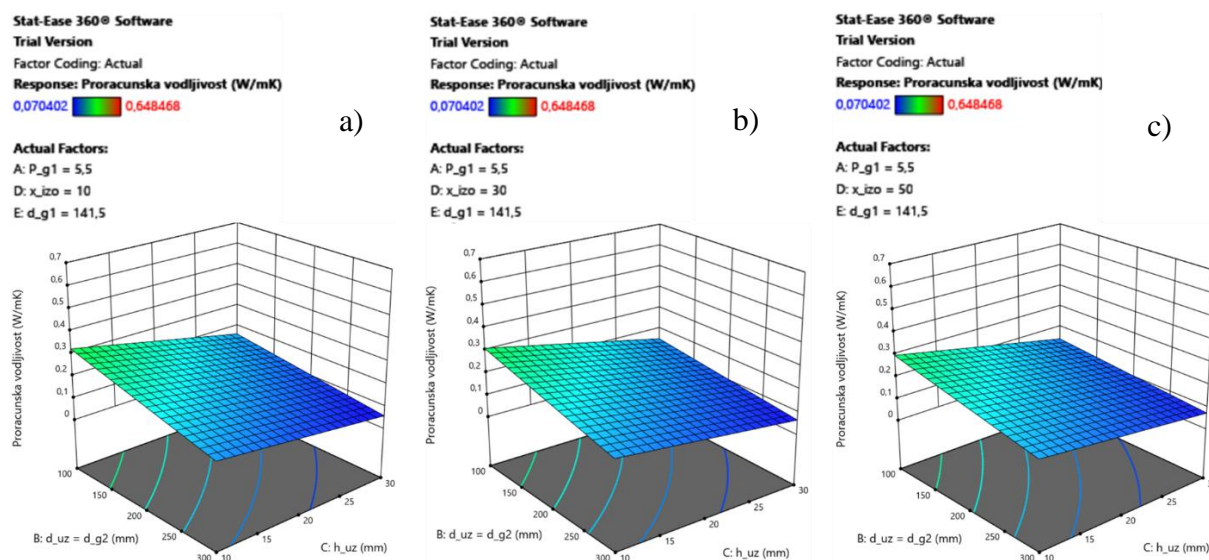 Stat-Ease 360® Software
Trial Version
Factor Coding: Actual
Response: Proracunska vodljivost (W/mK)
0,070402 0,648468
a)
Actual Factors:
A: P_g1 = 5,5
D: x_izo = 10
E: d_g1 = 141,5
0,7
0,6
0,5
0,4
0,3
0,2
0,1
0
Proracunska vodljivost (W/mK)
100
150
200
250
300
B: d_uz = d_g2 (mm)
10
15
20
25
30
C: h_uz (mm)
Stat-Ease 360® Software
Trial Version
Factor Coding: Actual
Response: Proracunska vodljivost (W/mK)
0,070402 0,648468
b)
Actual Factors:
A: P_g1 = 5,5
D: x_izo = 30
E: d_g1 = 141,5
0,7
0,6
0,5
0,4
0,3
0,2
0,1
0
Proracunska vodljivost (W/mK)
100
150
200
250
300
B: d_uz = d_g2 (mm)
10
15
20
25
30
C: h_uz (mm)
Stat-Ease 360® Software
Trial Version
Factor Coding: Actual
Response: Proracunska vodljivost (W/mK)
0,070402 0,648468
c)
Actual Factors:
A: P_g1 = 5,5
D: x_izo = 50
E: d_g1 = 141,5
0,7
0,6
0,5
0,4
0,3
0,2
0,1
0
Proracunska vodljivost (W/mK)
100
150
200
250
300
B: d_uz = d_g2 (mm)
10
15
20
25
30
C: h_uz (mm)